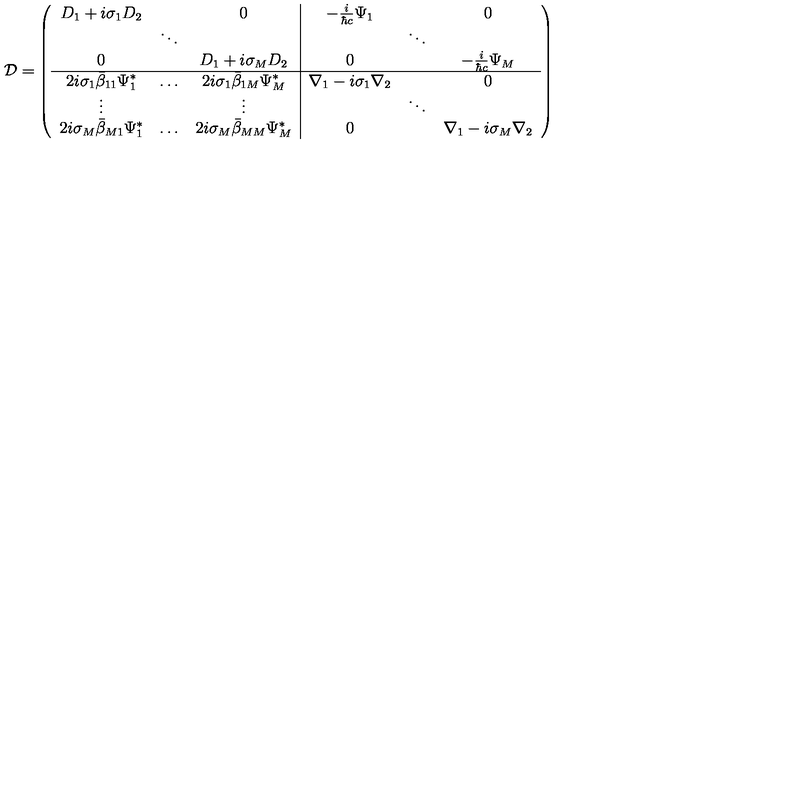 \mathcal{D} = \left( \begin{array}{ccc|ccc}
D_1 + i\sigma_1 D_2 & & 0 & -\frac{i}{\hbar c}\Psi_1 & & 0 \\
& \ddots & & & \ddots & \\
0 & & D_1 + i\sigma_M D_2 & 0 & & -\frac{i}{\hbar c}\Psi_M \\ \hline
2i\sigma_1 \bar{\beta}_{11} \Psi_1^* & \dots & 2i\sigma_1 \bar{\beta}_{1M} \Psi_M^* & \nabla_1 - i\sigma_1 \nabla_2 & & 0 \\
\vdots & & \vdots & & \ddots & \\
2i\sigma_M \bar{\beta}_{M1} \Psi_1^* & \dots & 2i\sigma_M \bar{\beta}_{MM} \Psi_M^* & 0 & & \nabla_1 - i\sigma_M \nabla_2
\end{array} \right)